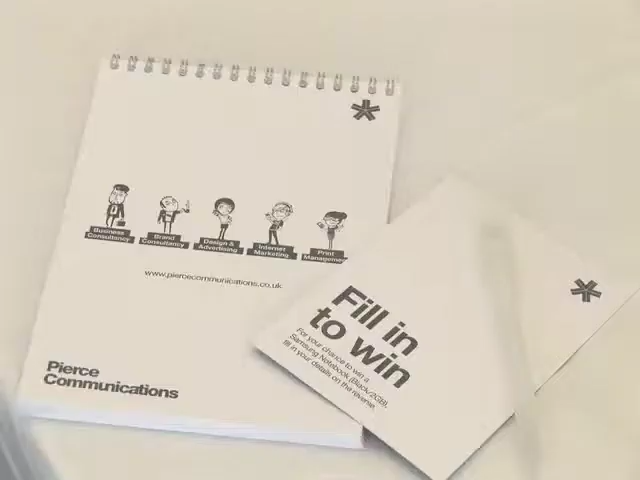 *
Business
Consultancy
Brand
Consultancy
Design &
Advertising
Internet
Marketing
Print
Management
www.piercecommunications.co.uk
Pierce
Communications
*
Fill in
to win
For your chance to win a
Samsung Notebook (Black/2GB),
fill in your details on the reverse.